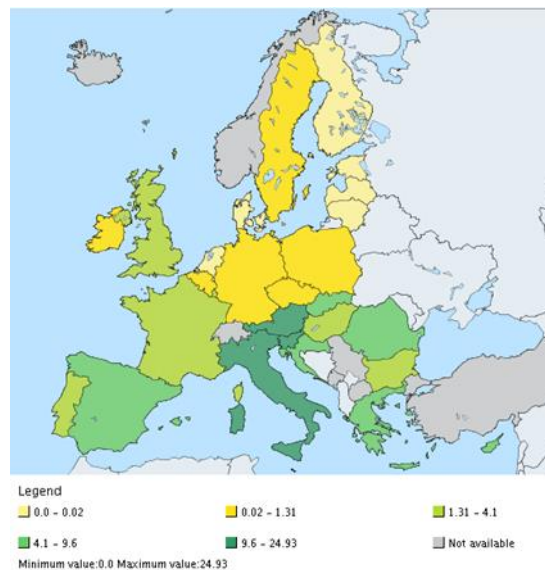 Legend
0.0 - 0.02
0.02 - 1.31
1.31 - 4.1
4.1 - 9.6
9.6 - 24.93
Not available
Minimum value:0.0 Maximum value:24.93